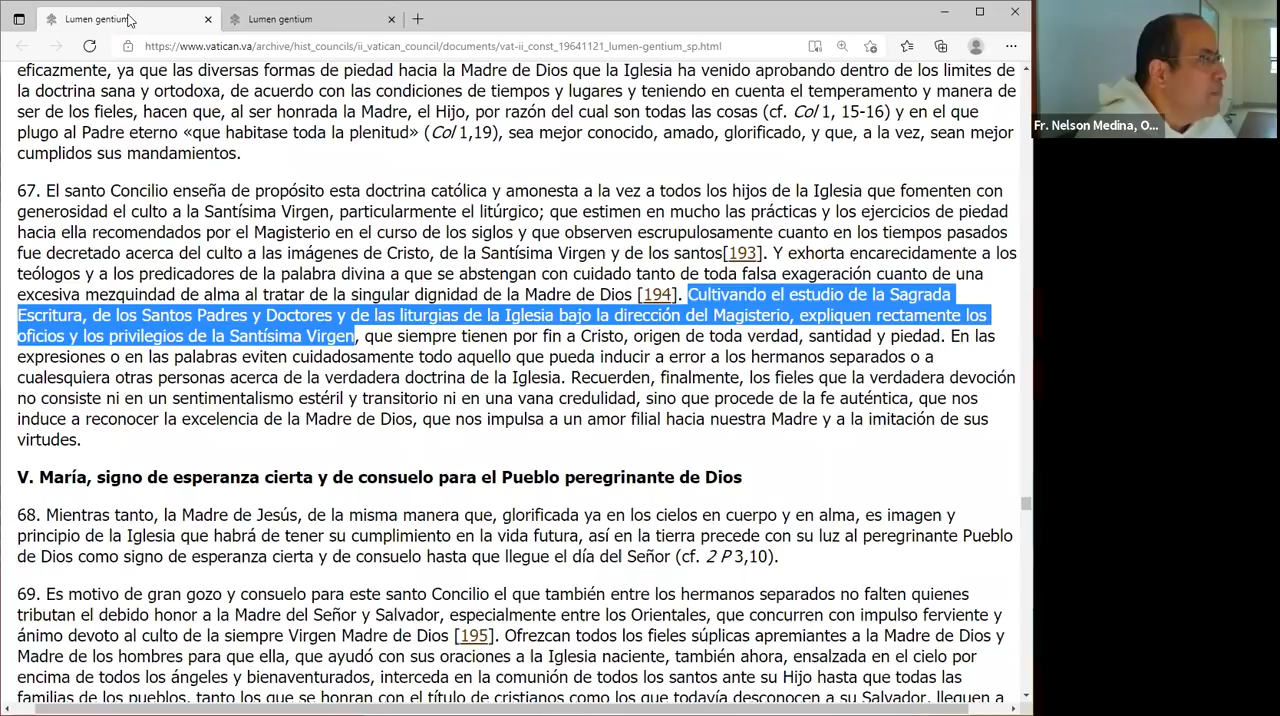 Lumen gentium
Lumen gentium
https://www.vatican.va/archive/hist_councils/ii_vatican_council/documents/vat-ii_const_19641121_lumen-gentium_sp.html
eficazmente, ya que las diversas formas de piedad hacia la Madre de Dios que la Iglesia ha venido aprobando dentro de los limites de
la doctrina sana y ortodoxa, de acuerdo con las condiciones de tiempos y lugares y teniendo en cuenta el temperamento y manera de
ser de los fieles, hacen que, al ser honrada la Madre, el Hijo, por razón del cual son todas las cosas (cf. Col 1, 15-16) y en el que
plugo al Padre eterno «que habitase toda la plenitud» (Col 1,19), sea mejor conocido, amado, glorificado, y que, a la vez, sean mejor
cumplidos sus mandamientos.
67. El santo Concilio enseña de propósito esta doctrina católica y amonesta a la vez a todos los hijos de la Iglesia que fomenten con
generosidad el culto a la Santísima Virgen, particularmente el litúrgico; que estimen en mucho las prácticas y los ejercicios de piedad
hacia ella recomendados por el Magisterio en el curso de los siglos y que observen escrupulosamente cuanto en los tiempos pasados
fue decretado acerca del culto a las imágenes de Cristo, de la Santísima Virgen y de los santos[193]. Y exhorta encarecidamente a los
teólogos y a los predicadores de la palabra divina a que se abstengan con cuidado tanto de toda falsa exageración cuanto de una
excesiva mezquindad de alma al tratar de la singular dignidad de la Madre de Dios [194]. Cultivando el estudio de la Sagrada
Escritura, de los Santos Padres y Doctores y de las liturgias de la Iglesia bajo la dirección del Magisterio, expliquen rectamente los
oficios y los privilegios de la Santísima Virgen, que siempre tienen por fin a Cristo, origen de toda verdad, santidad y piedad. En las
expresiones o en las palabras eviten cuidadosamente todo aquello que pueda inducir a error a los hermanos separados o a
cualesquiera otras personas acerca de la verdadera doctrina de la Iglesia. Recuerden, finalmente, los fieles que la verdadera devoción
no consiste ni en un sentimentalismo estéril y transitorio ni en una vana credulidad, sino que procede de la fe auténtica, que nos
induce a reconocer la excelencia de la Madre de Dios, que nos impulsa a un amor filial hacia nuestra Madre y a la imitación de sus
virtudes.
V. María, signo de esperanza cierta y de consuelo para el Pueblo peregrinante de Dios
68. Mientras tanto, la Madre de Jesús, de la misma manera que, glorificada ya en los cielos en cuerpo y en alma, es imagen y
principio de la Iglesia que habrá de tener su cumplimiento en la vida futura, así en la tierra precede con su luz al peregrinante Pueblo
de Dios como signo de esperanza cierta y de consuelo hasta que llegue el día del Señor (cf. 2 P 3,10).
69. Es motivo de gran gozo y consuelo para este santo Concilio el que también entre los hermanos separados no falten quienes
tributan el debido honor a la Madre del Señor y Salvador, especialmente entre los Orientales, que concurren con impulso ferviente y
ánimo devoto al culto de la siempre Virgen Madre de Dios [195]. Ofrezcan todos los fieles súplicas apremiantes a la Madre de Dios y
Madre de los hombres para que ella, que ayudó con sus oraciones a la Iglesia naciente, también ahora, ensalzada en el cielo por
encima de todos los ángeles y bienaventurados, interceda en la comunión de todos los santos ante su Hijo hasta que todas las
familias de los pueblos, tanto los que se honran con el título de cristianos como los que todavía desconocen a su Salvador, lleguen a
Fr. Nelson Medina, O...